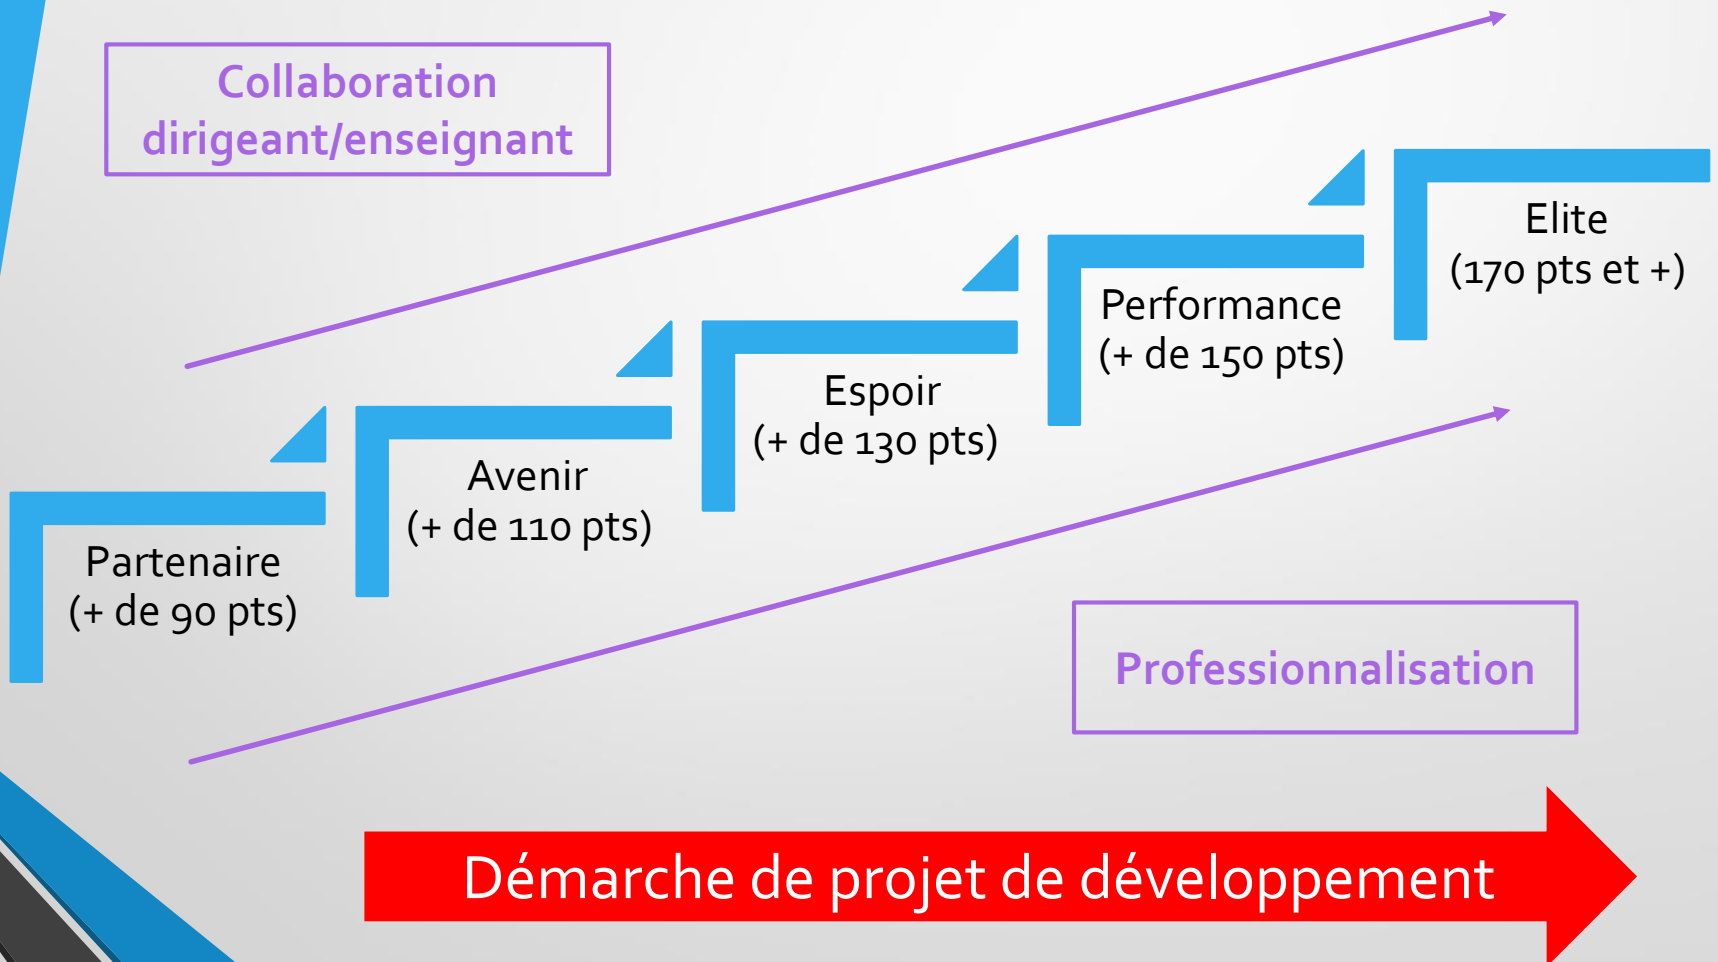 Collaboration
dirigeant/enseignant
Elite
(170 pts et +)
Performance
(+ de 150 pts)
Espoir
(+ de 130 pts)
Avenir
(+ de 110 pts)
Partenaire
(+ de 90 pts)
Professionnalisation
Démarche de projet de développement